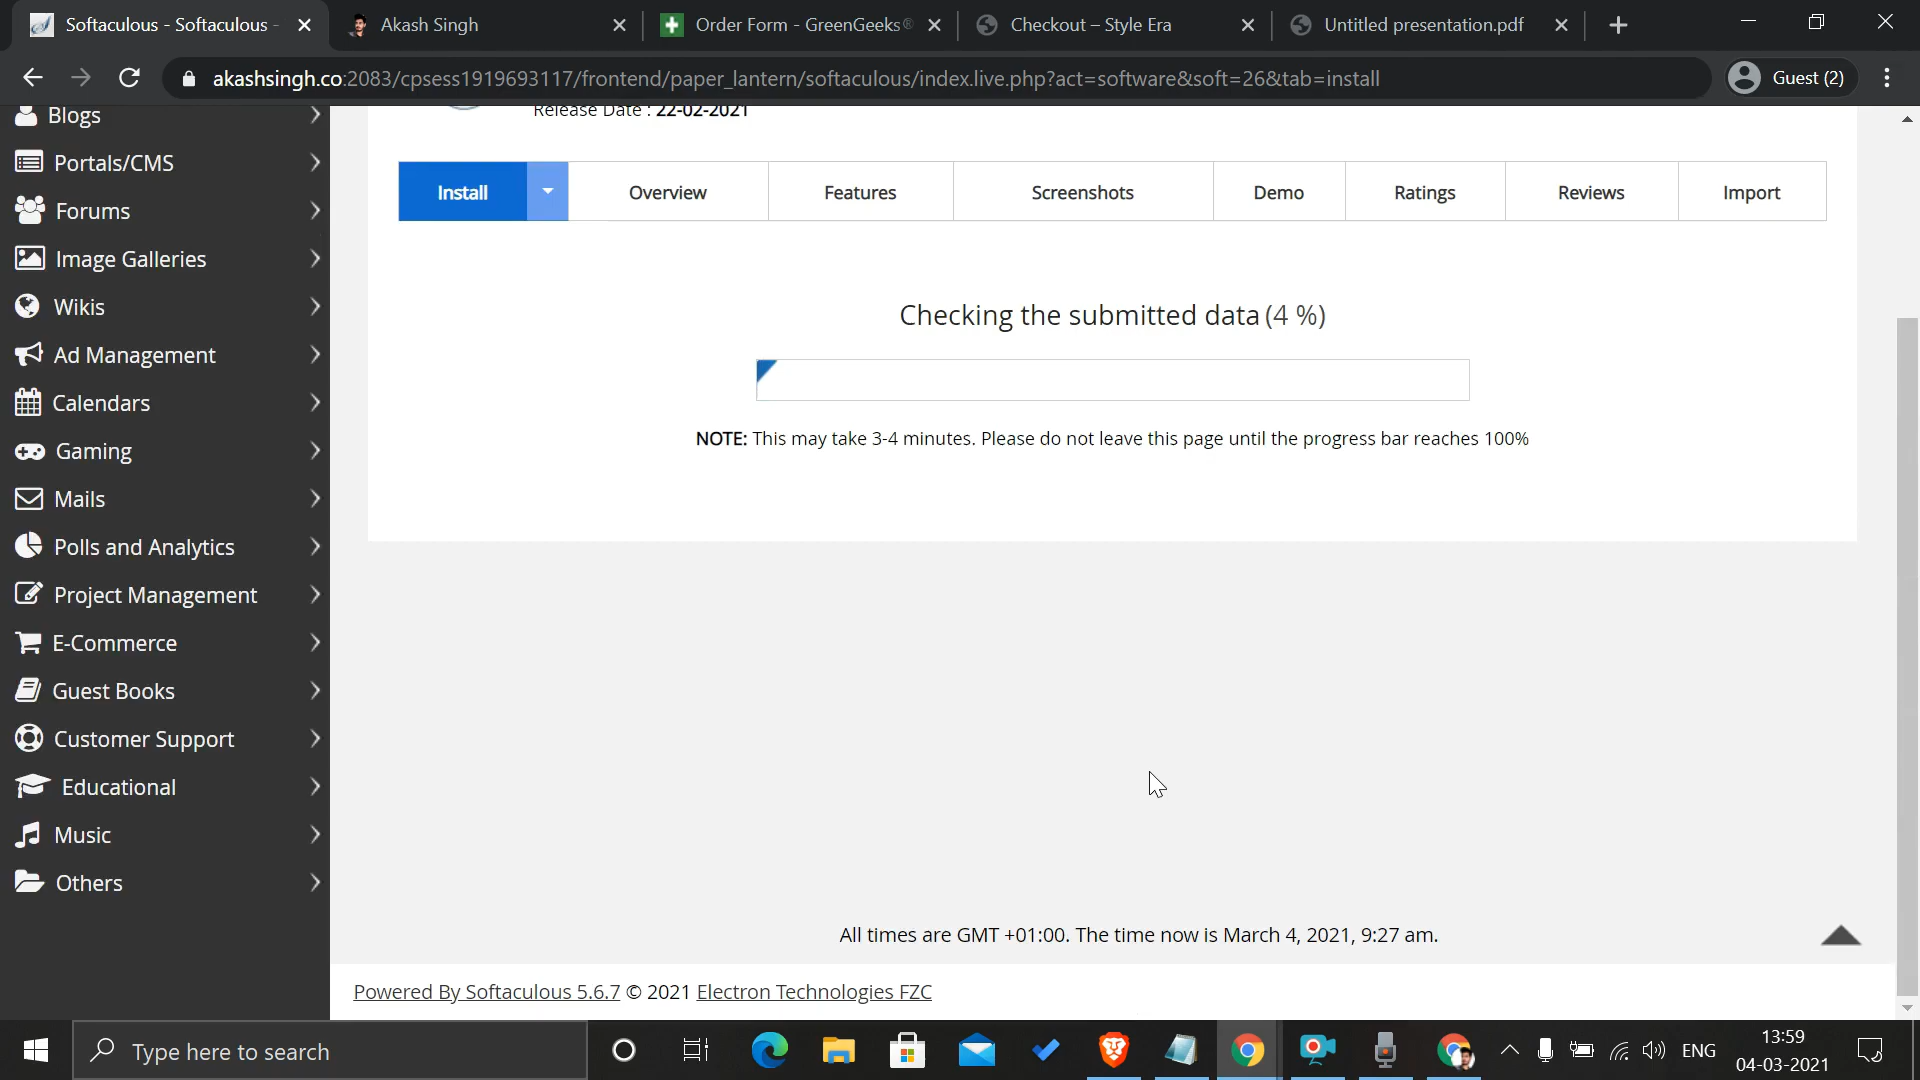 Softaculous - Softaculous -
Akash Singh
Order Form - GreenGeeks®
Checkout – Style Era
Untitled presentation.pdf
akashsingh.co:2083/cpsess1919693117/frontend/paper_lantern/softaculous/index.live.php?act=software&soft=26&tab=install
Guest (2)
Blogs
Portals/CMS
Forums
Image Galleries
Wikis
Ad Management
Calendars
Gaming
Mails
Polls and Analytics
Project Management
E-Commerce
Guest Books
Customer Support
Educational
Music
Others
Release Date : 22-02-2021
Install
Overview
Features
Screenshots
Demo
Ratings
Reviews
Import
Checking the submitted data (4 %)
NOTE: This may take 3-4 minutes. Please do not leave this page until the progress bar reaches 100%
All times are GMT +01:00. The time now is March 4, 2021, 9:27 am.
Powered By Softaculous 5.6.7 © 2021 Electron Technologies FZC
Type here to search
ENG
13:59
04-03-2021